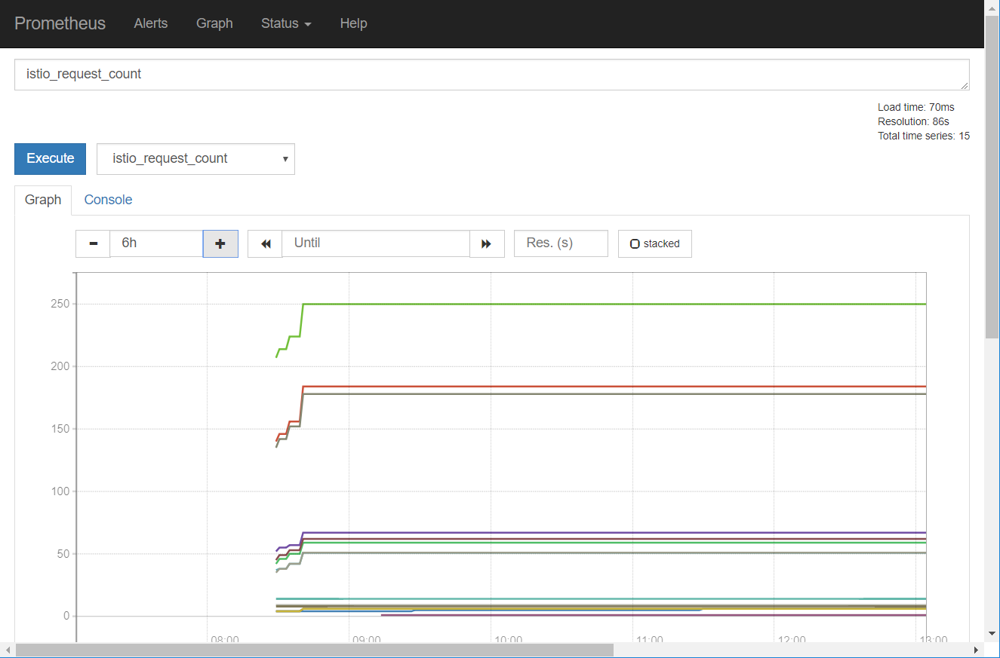 Prometheus Alerts Graph Status Help
istio_request_count
Load time: 70ms
Resolution: 86s
Total time series: 15
Execute istio_request_count
Graph Console
6h Until Res. (s) stacked
250
200
150
100
50
0
08:00 09:00 10:00 11:00 12:00 13:00